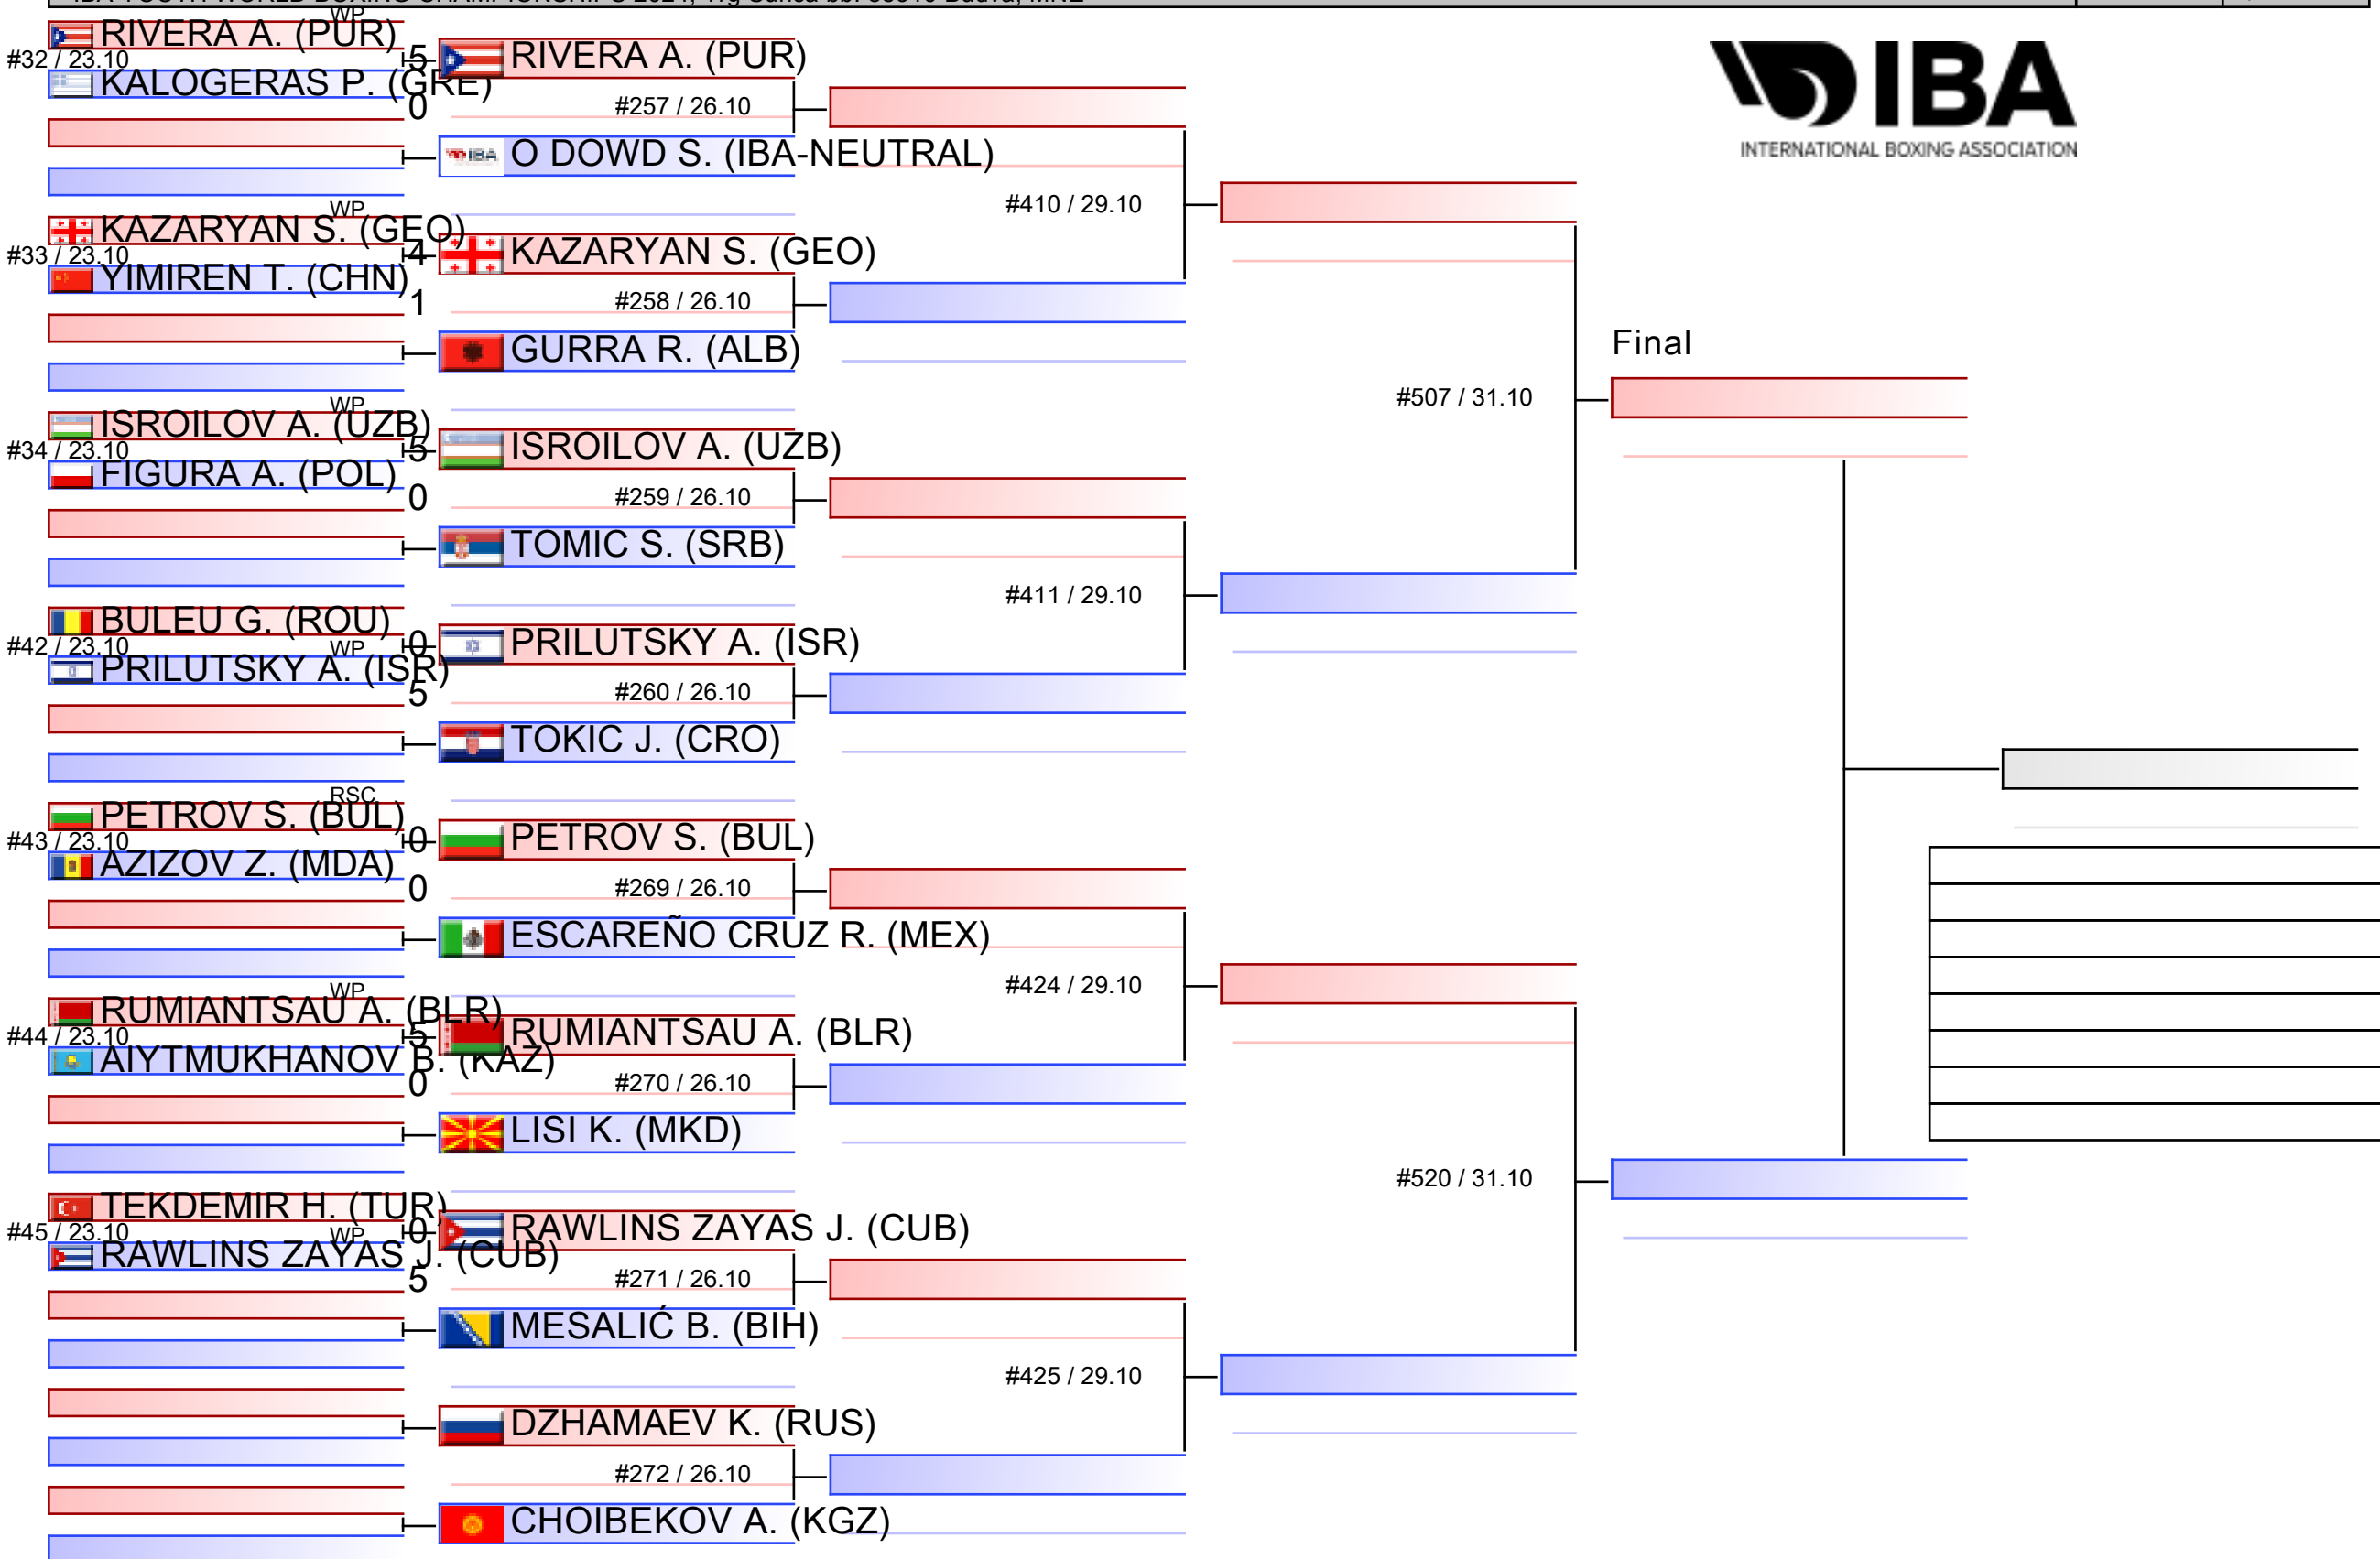 WP
RIVERA A. (PUR)
#32 / 23.10
5
KALOGERAS P. (GRE)
0
RIVERA A. (PUR)
#257 / 26.10
IBA
O DOWD S. (IBA-NEUTRAL)
#410 / 29.10
IBA
INTERNATIONAL BOXING ASSOCIATION
WP
KAZARYAN S. (GEO)
#33 / 23.10
4
YIMIREN T. (CHN)
1
KAZARYAN S. (GEO)
#258 / 26.10
GURRA R. (ALB)
Final
#507 / 31.10
WP
ISROILOV A. (UZB)
#34 / 23.10
5
FIGURA A. (POL)
0
ISROILOV A. (UZB)
#259 / 26.10
TOMIC S. (SRB)
#411 / 29.10
BULEU G. (ROU)
#42 / 23.10
0
WP
PRILUTSKY A. (ISR)
5
PRILUTSKY A. (ISR)
#260 / 26.10
TOKIC J. (CRO)
RSC
PETROV S. (BUL)
#43 / 23.10
0
AZIZOV Z. (MDA)
0
PETROV S. (BUL)
#269 / 26.10
ESCAREÑO CRUZ R. (MEX)
#424 / 29.10
WP
RUMIANTSAU A. (BLR)
#44 / 23.10
5
AIYTMUKHANOV B. (KAZ)
0
RUMIANTSAU A. (BLR)
#270 / 26.10
LISI K. (MKD)
#520 / 31.10
TEKDEMIR H. (TUR)
#45 / 23.10
0
WP
RAWLINS ZAYAS J. (CUB)
5
RAWLINS ZAYAS J. (CUB)
#271 / 26.10
MESALIĆ B. (BIH)
#425 / 29.10
DZHAMAEV K. (RUS)
#272 / 26.10
CHOIBEKOV A. (KGZ)